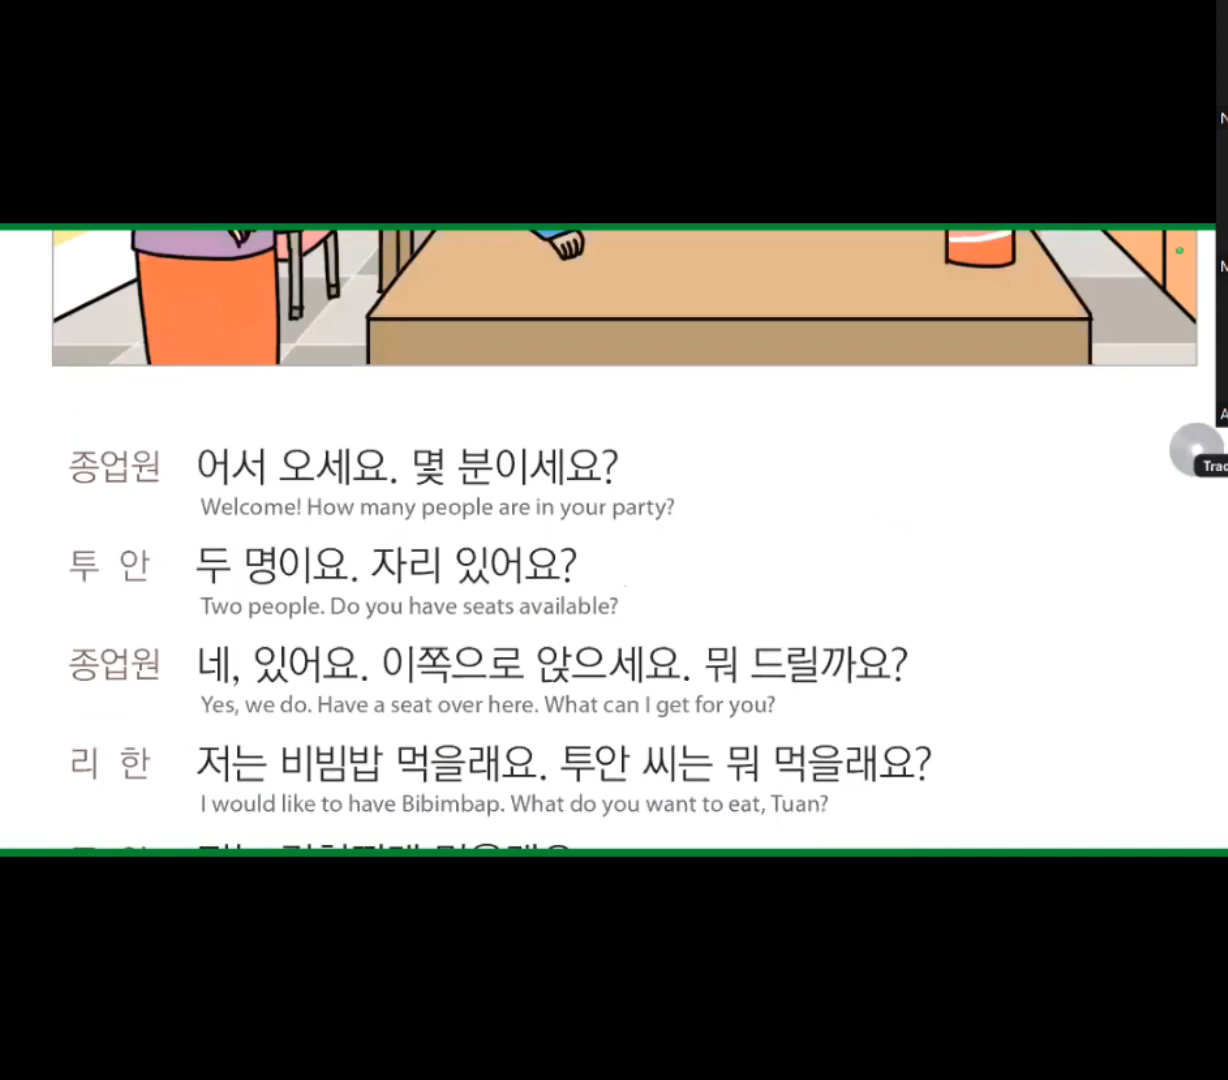 종업원 어서 오세요. 몇 분이세요?
Welcome! How many people are in your party?
투 안 두 명이요. 자리 있어요?
Two people. Do you have seats available?
종업원 네, 있어요. 이쪽으로 앉으세요. 뭐 드릴까요?
Yes, we do. Have a seat over here. What can I get for you?
리 한 저는 비빔밥 먹을래요. 투안 씨는 뭐 먹을래요?
I would like to have Bibimbap. What do you want to eat, Tuan?